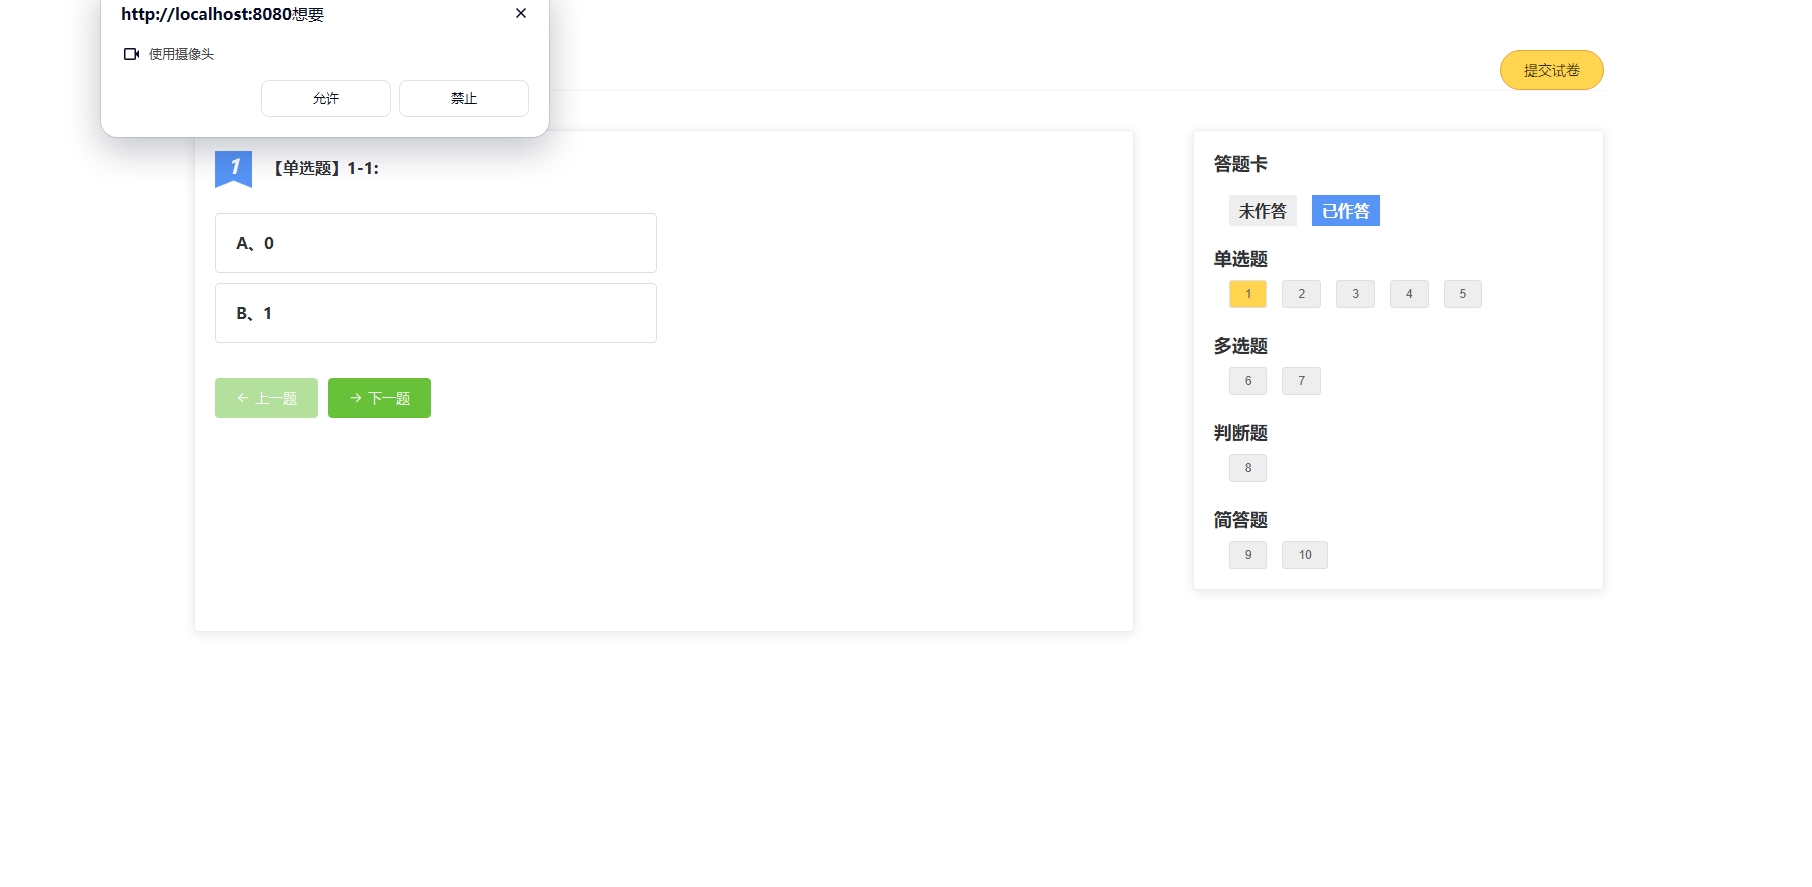 http://localhost:8080想要
使用摄像头
允许 禁止
提交试卷
1 【单选题】1-1:
A、0
B、1
上一题 下一题
答题卡
未作答 已作答
单选题
1 2 3 4 5
多选题
6 7
判断题
8
简答题
9 10